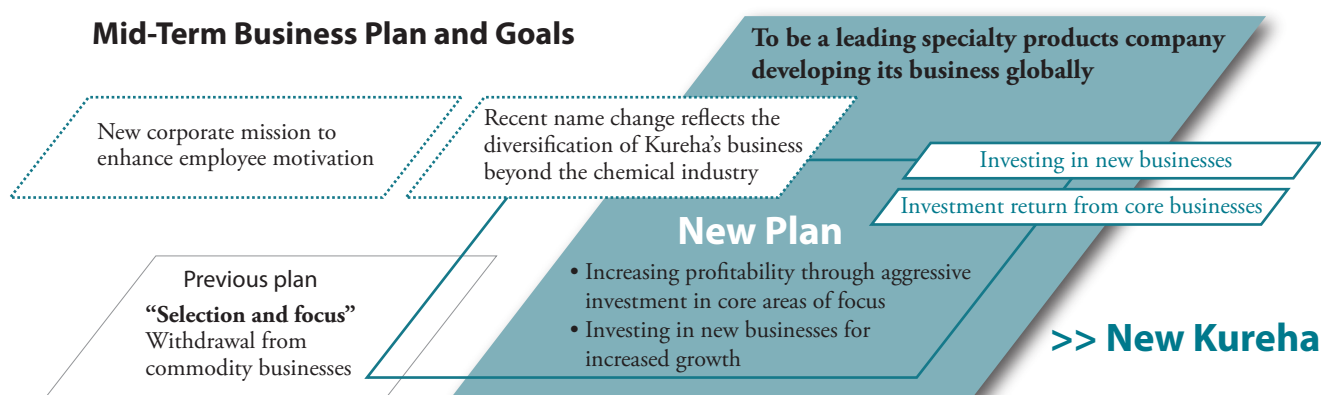 Mid-Term Business Plan and Goals
To be a leading specialty products company
developing its business globally
New corporate mission to
enhance employee motivation
Recent name change reflects the
diversification of Kureha's business
beyond the chemical industry
Investing in new businesses
Investment return from core businesses
Previous plan
“Selection and focus”
Withdrawal from
commodity businesses
New Plan
• Increasing profitability through aggressive
investment in core areas of focus
• Investing in new businesses for
increased growth
>> New Kureha